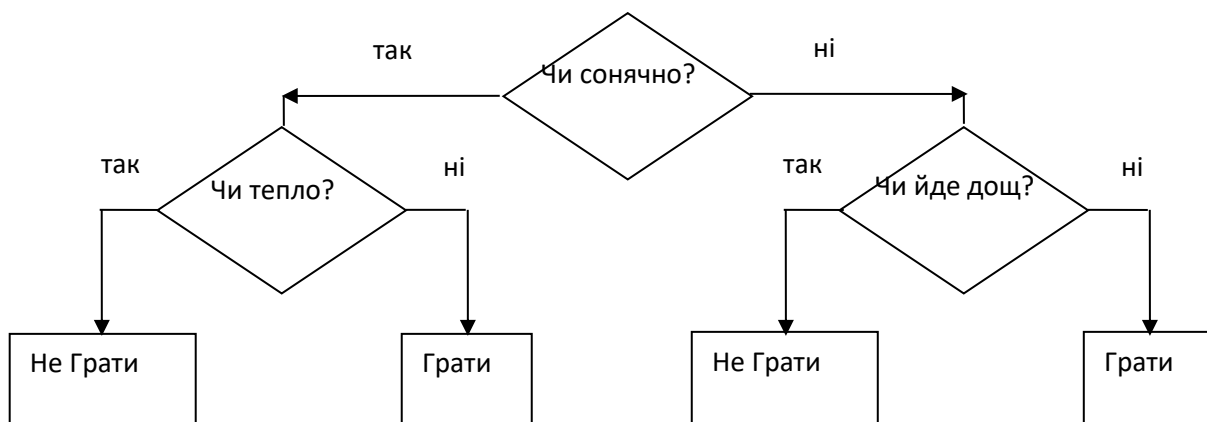 так
Чи сонячно?
ні
так
Чи тепло?
ні
так
Чи йде дощ?
ні
Не Грати
Грати
Не Грати
Грати